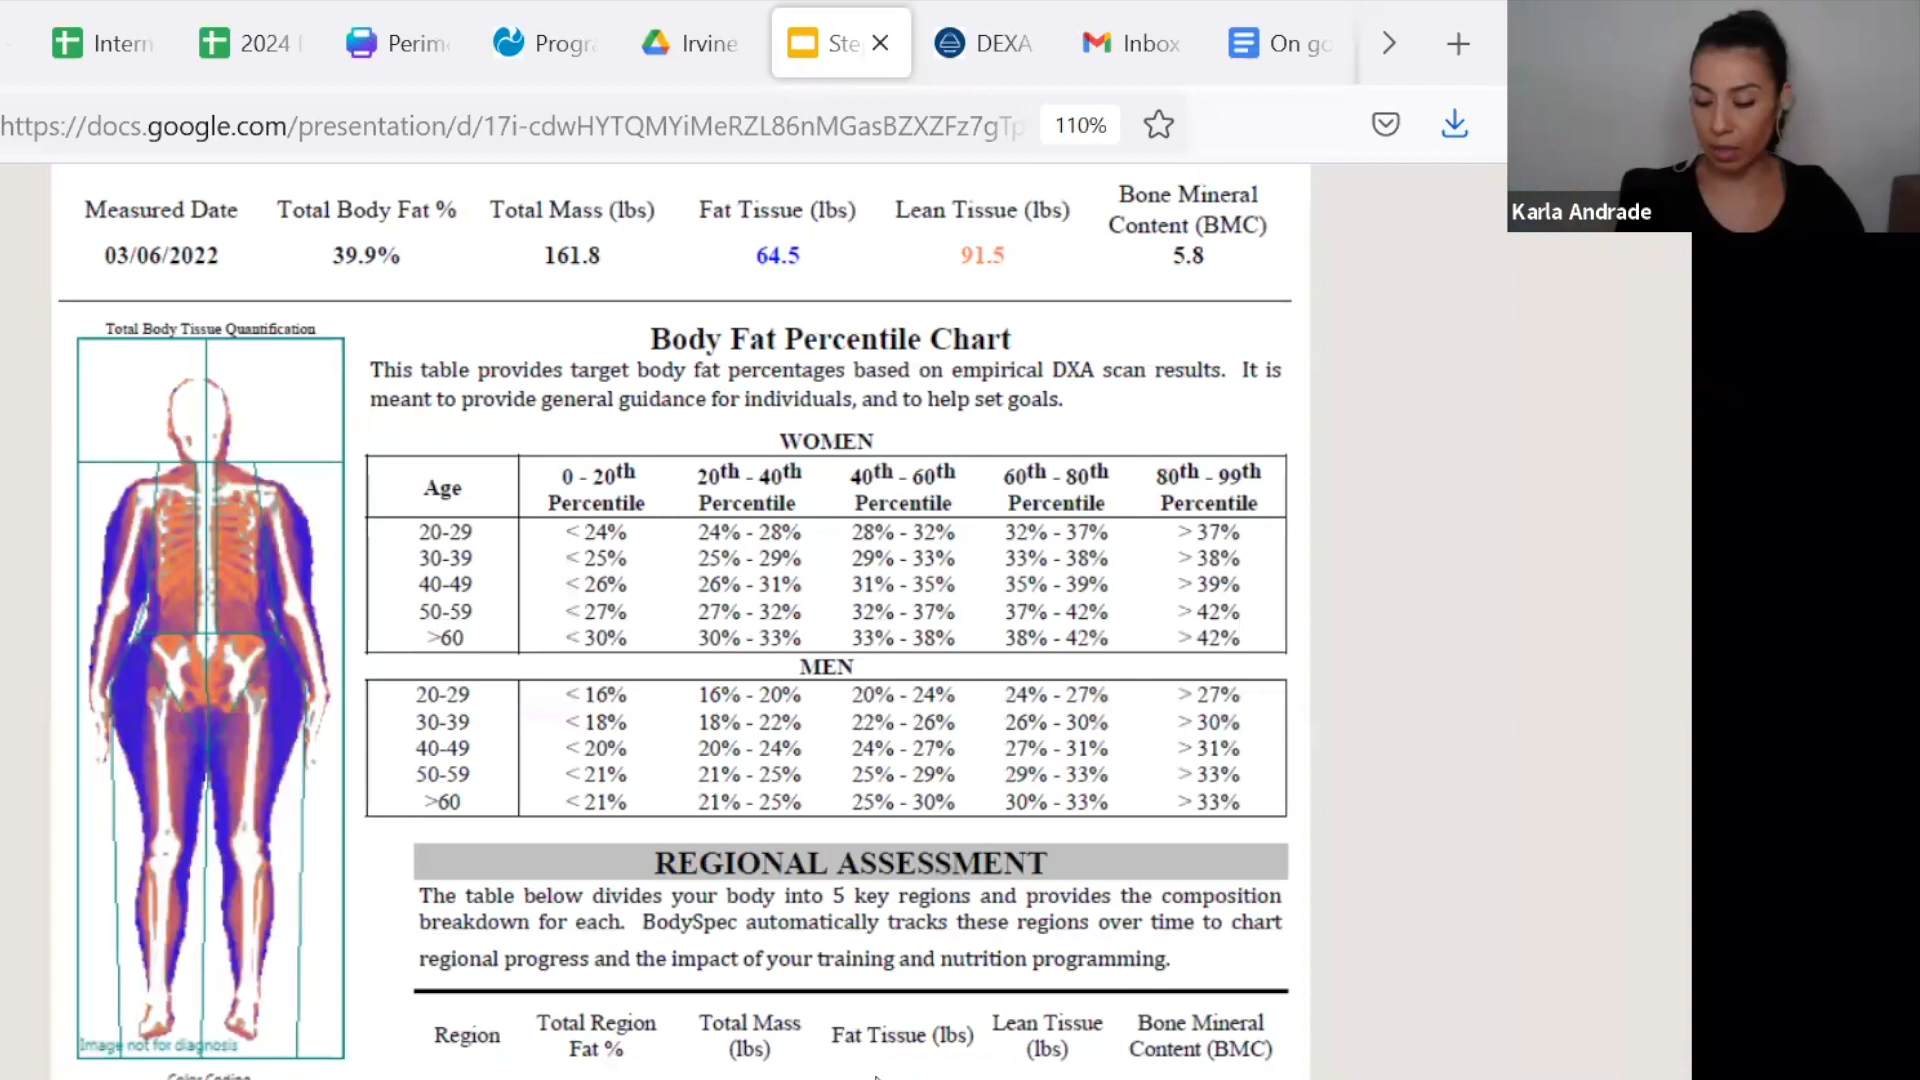 Intern
2024
Perim
Progra
Irvine
Ste
DEXA
Inbox
On go
https://docs.google.com/presentation/d/17i-cdwHYTQMYiMeRZL86nMGasBZXZFz7gTp
110%
Karla Andrade
Measured Date Total Body Fat % Total Mass (lbs) Fat Tissue (lbs) Lean Tissue (lbs) Bone Mineral Content (BMC)
03/06/2022 39.9% 161.8 64.5 91.5 5.8
Total Body Tissue Quantification
Image not for diagnosis
Color Coding
Body Fat Percentile Chart
This table provides target body fat percentages based on empirical DXA scan results. It is
meant to provide general guidance for individuals, and to help set goals.
WOMEN
Age 0 - 20th Percentile 20th - 40th Percentile 40th - 60th Percentile 60th - 80th Percentile 80th - 99th Percentile
20-29 < 24% 24% - 28% 28% - 32% 32% - 37% > 37%
30-39 < 25% 25% - 29% 29% - 33% 33% - 38% > 38%
40-49 < 26% 26% - 31% 31% - 35% 35% - 39% > 39%
50-59 < 27% 27% - 32% 32% - 37% 37% - 42% > 42%
>60 < 30% 30% - 33% 33% - 38% 38% - 42% > 42%
MEN
20-29 < 16% 16% - 20% 20% - 24% 24% - 27% > 27%
30-39 < 18% 18% - 22% 22% - 26% 26% - 30% > 30%
40-49 < 20% 20% - 24% 24% - 27% 27% - 31% > 31%
50-59 < 21% 21% - 25% 25% - 29% 29% - 33% > 33%
>60 < 21% 21% - 25% 25% - 30% 30% - 33% > 33%
REGIONAL ASSESSMENT
The table below divides your body into 5 key regions and provides the composition
breakdown for each. BodySpec automatically tracks these regions over time to chart
regional progress and the impact of your training and nutrition programming.
Region Total Region Fat % Total Mass (lbs) Fat Tissue (lbs) Lean Tissue (lbs) Bone Mineral Content (BMC)